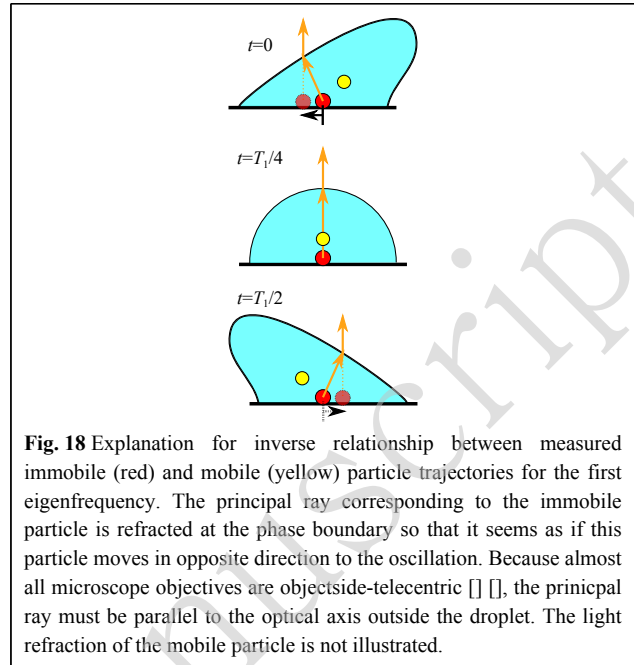 t=0
t=T1/4
t=T1/2
Fig. 18 Explanation for inverse relationship between measured
immobile (red) and mobile (yellow) particle trajectories for the first
eigenfrequency. The principal ray corresponding to the immobile
particle is refracted at the phase boundary so that it seems as if this
particle moves in opposite direction to the oscillation. Because almost
all microscope objectives are objectside-telecentric [] [], the prinicpal
ray must be parallel to the optical axis outside the droplet. The light
refraction of the mobile particle is not illustrated.
nuscript